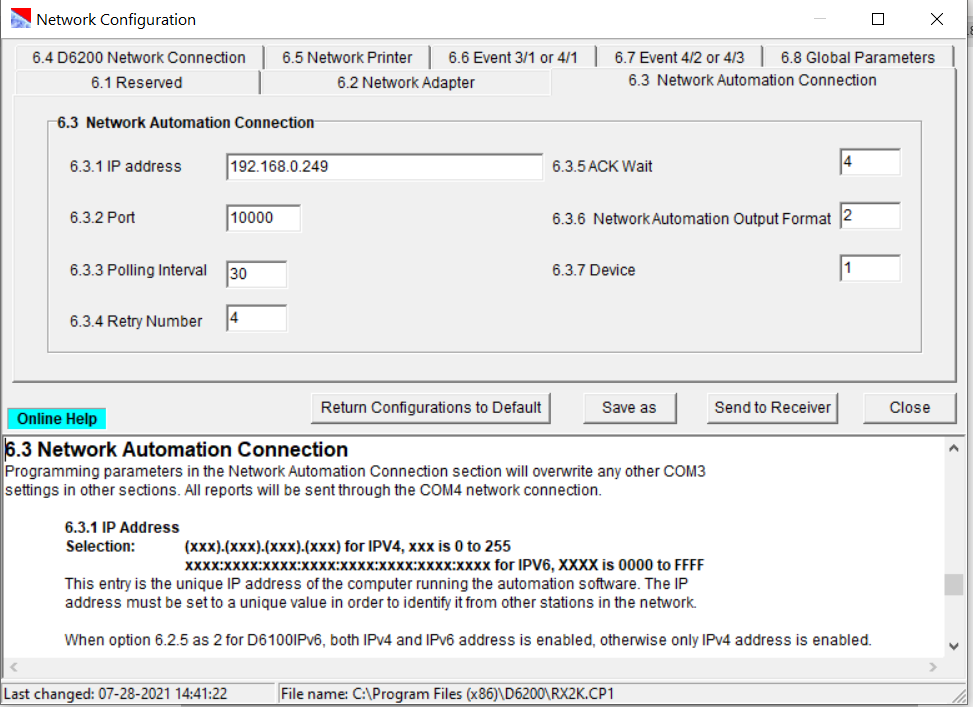 Network Configuration
6.4 D6200 Network Connection
6.5 Network Printer
6.6 Event 3/1 or 4/1
6.7 Event 4/2 or 4/3
6.8 Global Parameters
6.1 Reserved
6.2 Network Adapter
6.3 Network Automation Connection
6.3 Network Automation Connection
6.3.1 IP address 192.168.0.249
6.3.5 ACK Wait 4
6.3.2 Port 10000
6.3.6 Network Automation Output Format 2
6.3.3 Polling Interval 30
6.3.7 Device 1
6.3.4 Retry Number 4
Online Help
Return Configurations to Default
Save as
Send to Receiver
Close
6.3 Network Automation Connection
Programming parameters in the Network Automation Connection section will overwrite any other COM3
settings in other sections. All reports will be sent through the COM4 network connection.
6.3.1 IP Address
Selection: (xxx).(xxx).(xxx).(xxx) for IPV4, xxx is 0 to 255
xxxx:xxxx:xxxx:xxxx:xxxx:xxxx:xxxx:xxxx for IPV6, XXXX is 0000 to FFFF
This entry is the unique IP address of the computer running the automation software. The IP
address must be set to a unique value in order to identify it from other stations in the network.
When option 6.2.5 as 2 for D6100IPv6, both IPv4 and IPv6 address is enabled, otherwise only IPv4 address is enabled.
Last changed: 07-28-2021 14:41:22
File name: C:\Program Files (x86)\D6200\RX2K.CP1